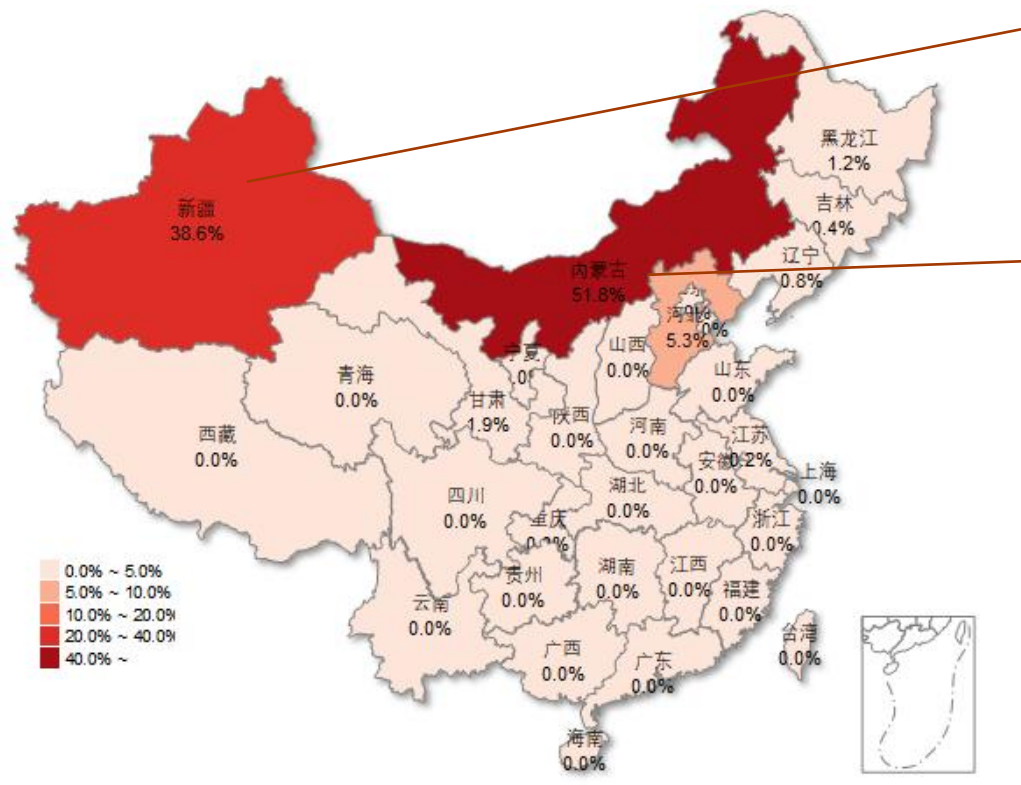 黑龙江
1.2%
吉林
0.4%
辽宁
0.8%
新疆
38.6%
内蒙古
51.8%
河北
5.3%
山西
0.0%
宁夏
山东
0.0%
青海
0.0%
甘肃
1.9%
陕西
0.0%
河南
0.0%
江苏
0.2%
安徽
0.0%
西藏
0.0%
上海
0.0%
四川
0.0%
湖北
0.0%
重庆
浙江
0.0%
贵州
0.0%
湖南
0.0%
江西
0.0%
福建
0.0%
云南
0.0%
广西
0.0%
广东
0.0%
台湾
0.0%
海南
0.0%
0.0% ~ 5.0%
5.0% ~ 10.0%
10.0% ~ 20.0%
20.0% ~ 40.0%
40.0% ~